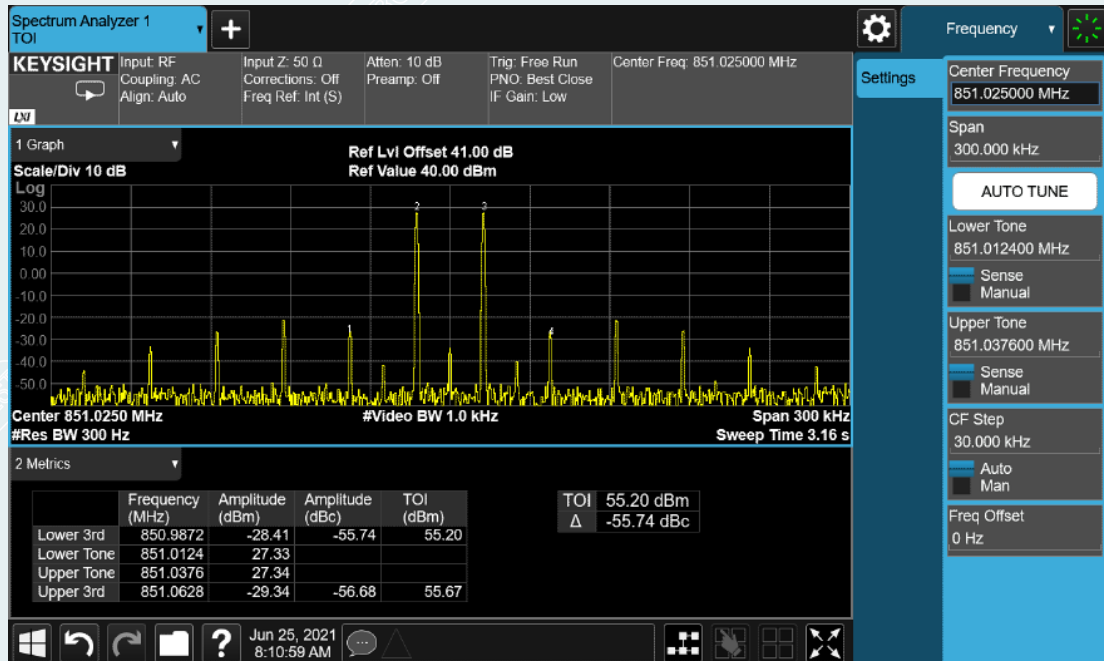 Spectrum Analyzer 1
TOI
+
Frequency
KEYSIGHT
LXI
Input: RF
Coupling: AC
Align: Auto
Input Z: 50 Ω
Corrections: Off
Freq Ref: Int (S)
Atten: 10 dB
Preamp: Off
Trig: Free Run
PNO: Best Close
IF Gain: Low
Center Freq: 851.025000 MHz
Settings
Center Frequency
851.025000 MHz
Span
300.000 kHz
AUTO TUNE
Lower Tone
851.012400 MHz
Sense
Manual
Upper Tone
851.037600 MHz
Sense
Manual
CF Step
30.000 kHz
Auto
Man
Freq Offset
0 Hz
1 Graph
Scale/Div 10 dB
Ref Lvl Offset 41.00 dB
Ref Value 40.00 dBm
Log
30.0
20.0
10.0
0.00
-10.0
-20.0
-30.0
-40.0
-50.0
1
2
3
4
Center 851.0250 MHz #Video BW 1.0 kHz Span 300 kHz
#Res BW 300 Hz Sweep Time 3.16 s
2 Metrics
Frequency (MHz) Amplitude (dBm) Amplitude (dBc) TOI (dBm)
Lower 3rd 850.9872 -28.41 -55.74 55.20
Lower Tone 851.0124 27.33
Upper Tone 851.0376 27.34
Upper 3rd 851.0628 -29.34 -56.68 55.67
TOI 55.20 dBm
Δ -55.74 dBc
?
Jun 25, 2021
8:10:59 AM